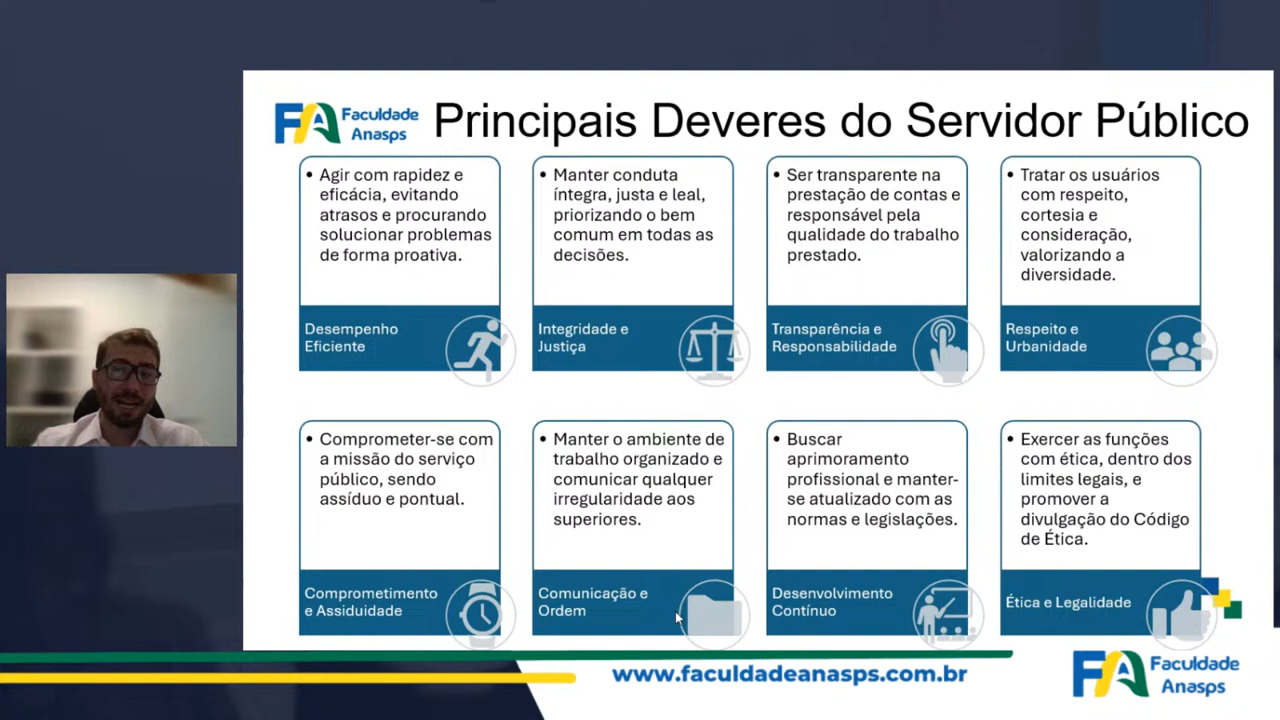 Faculdade
Anasps
Principais Deveres do Servidor Público
• Agir com rapidez e
eficácia, evitando
atrasos e procurando
solucionar problemas
de forma proativa.
Desempenho
Eficiente
• Manter conduta
íntegra, justa e leal,
priorizando o bem
comum em todas as
decisões.
Integridade e
Justiça
• Ser transparente na
prestação de contas e
responsável pela
qualidade do trabalho
prestado.
Transparência e
Responsabilidade
• Tratar os usuários
com respeito,
cortesia e
consideração,
valorizando a
diversidade.
Respeito e
Urbanidade
• Comprometer-se com
a missão do serviço
público, sendo
assíduo e pontual.
Comprometimento
e Assiduidade
• Manter o ambiente de
trabalho organizado e
comunicar qualquer
irregularidade aos
superiores.
Comunicação e
Ordem
• Buscar
aprimoramento
profissional e manter-
se atualizado com as
normas e legislações.
Desenvolvimento
Contínuo
• Exercer as funções
com ética, dentro dos
limites legais, e
promover a
divulgação do Código
de Ética.
Ética e Legalidade
www.faculdadeanasps.com.br
FA Faculdade
Anasps